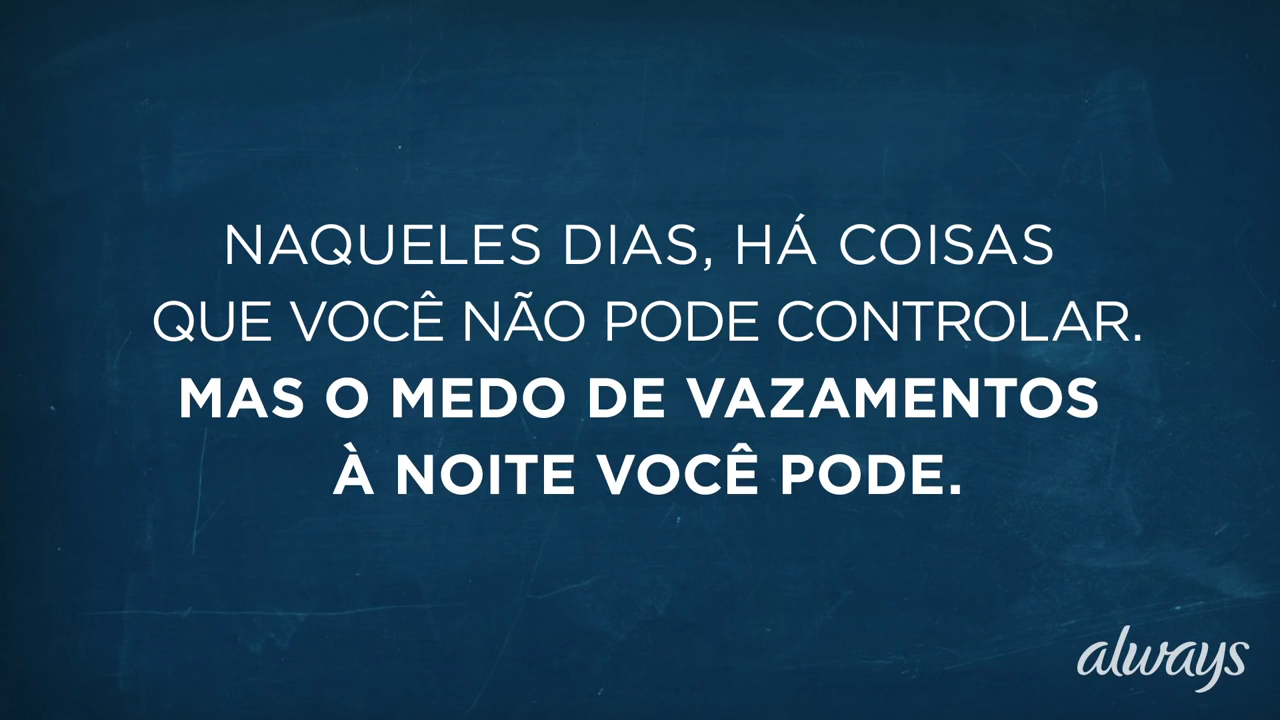 NAQUELES DIAS, HÁ COISAS
QUE VOCÊ NÃO PODE CONTROLAR.
MAS O MEDO DE VAZAMENTOS
À NOITE VOCÊ PODE.
always